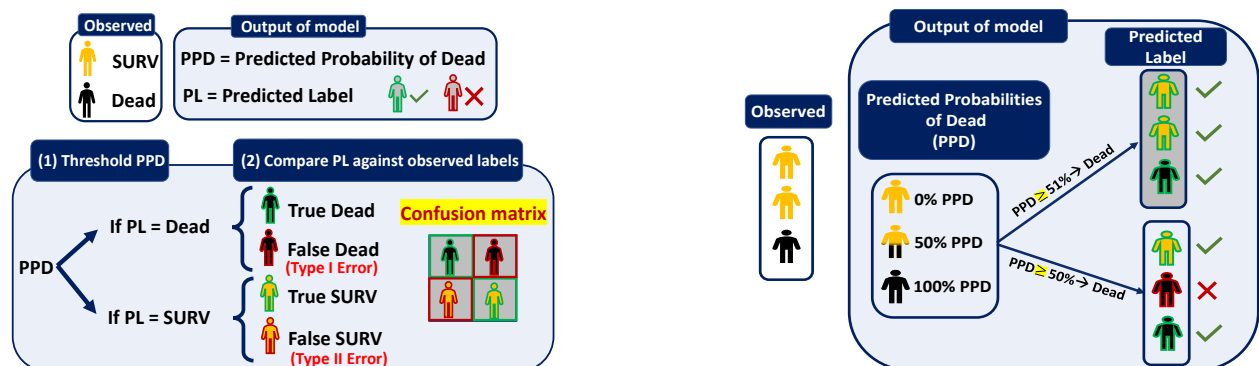 Observed
SURV
Dead
Output of model
PPD = Predicted Probability of Dead
PL = Predicted Label
(1) Threshold PPD
(2) Compare PL against observed labels
PPD
If PL = Dead
If PL = SURV
True Dead
False Dead
(Type I Error)
True SURV
False SURV
(Type II Error)
Confusion matrix
Observed
Output of model
Predicted
Label
Predicted Probabilities
of Dead
(PPD)
0% PPD
50% PPD
100% PPD
PPD ≥ 51%→ Dead
PPD ≥ 50%→ Dead